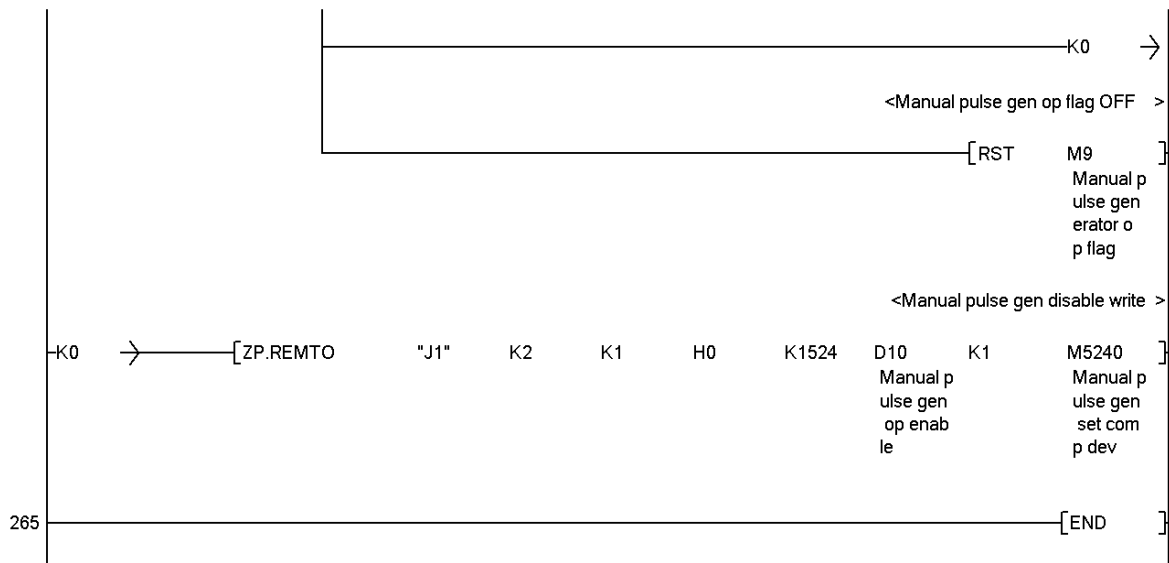 K0
<Manual pulse gen op flag OFF >
[RST M9 ]
Manual p
ulse gen
erator o
p flag
<Manual pulse gen disable write >
K0 [ZP.REMTO "J1" K2 K1 H0 K1524 D10 K1 M5240 ]
Manual p Manual p
ulse gen ulse gen
op enab set com
le p dev
265 [END ]